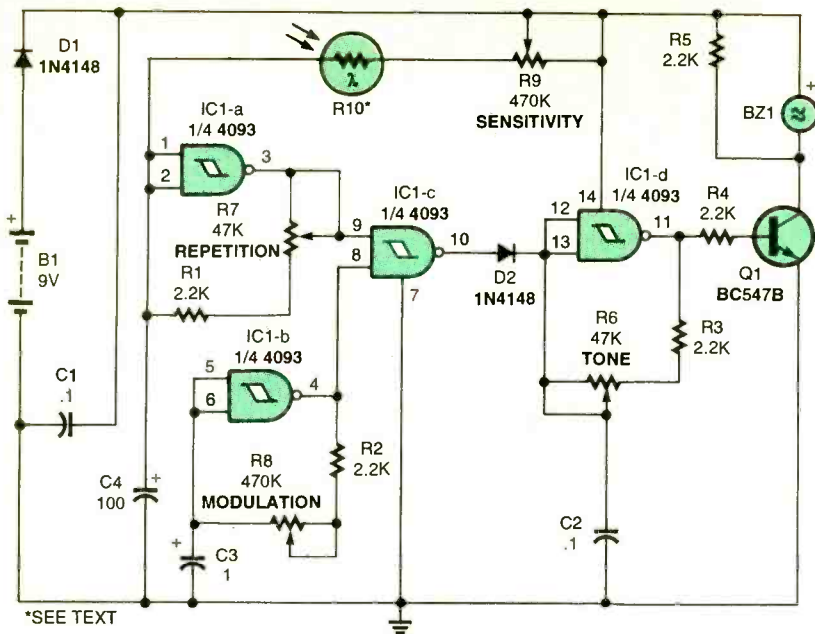 D1
1N4148
+
B1
9V
C1
.1
C4
100
+
*SEE TEXT
IC1-a
1/4 4093
1
2
3
R7
47K
REPETITION
R1
2.2K
λ
R10*
R9
470K
SENSITIVITY
IC1-b
1/4 4093
5
6
4
R8
470K
MODULATION
R2
2.2K
+
C3
1
IC1-c
1/4 4093
9
8
10
7
D2
1N4148
IC1-d
1/4 4093
14
12
13
11
R6
47K
TONE
R3
2.2K
C2
.1
R4
2.2K
R5
2.2K
+
BZ1
Q1
BC547B